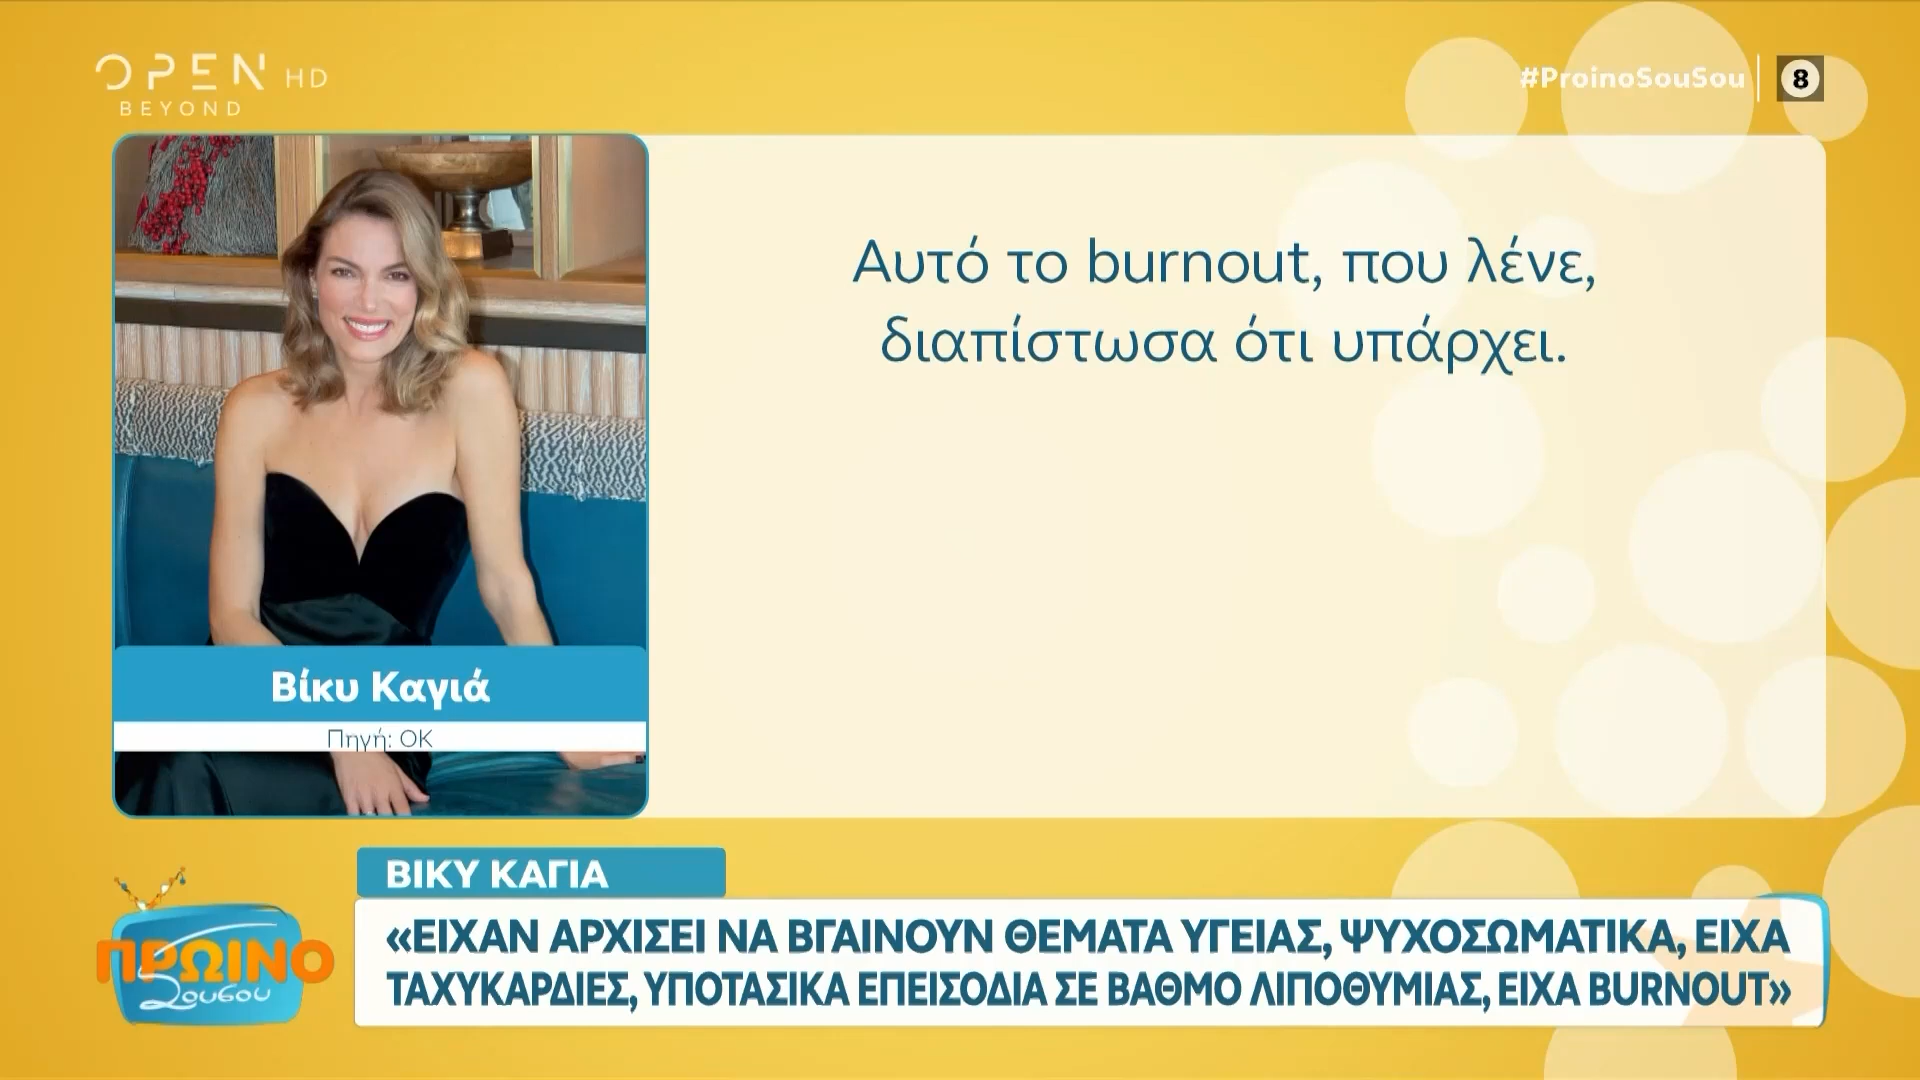 OPEN HD
BEYOND
#ProinoSouSou
8
Αυτό το burnout, που λένε,
διαπίστωσα ότι υπάρχει.
Βίκυ Καγιά
Πηγή: ΟΚ
ΒΙΚΥ ΚΑΓΙΑ
«ΕΙΧΑΝ ΑΡΧΙΣΕΙ ΝΑ ΒΓΑΙΝΟΥΝ ΘΕΜΑΤΑ ΥΓΕΙΑΣ, ΨΥΧΟΣΩΜΑΤΙΚΑ, ΕΙΧΑ
ΤΑΧΥΚΑΡΔΙΕΣ, ΥΠΟΤΑΣΙΚΑ ΕΠΕΙΣΟΔΙΑ ΣΕ ΒΑΘΜΟ ΛΙΠΟΘΥΜΙΑΣ, ΕΙΧΑ BURNOUT»
ΠΡΩΙΝΟ
Σουσου